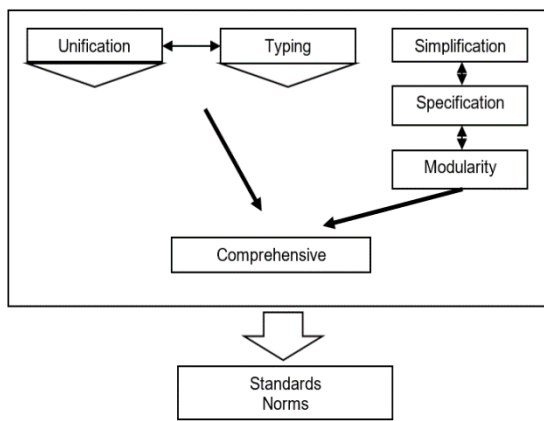 Unification
Typing
Simplification
Specification
Modularity
Comprehensive
Standards
Norms